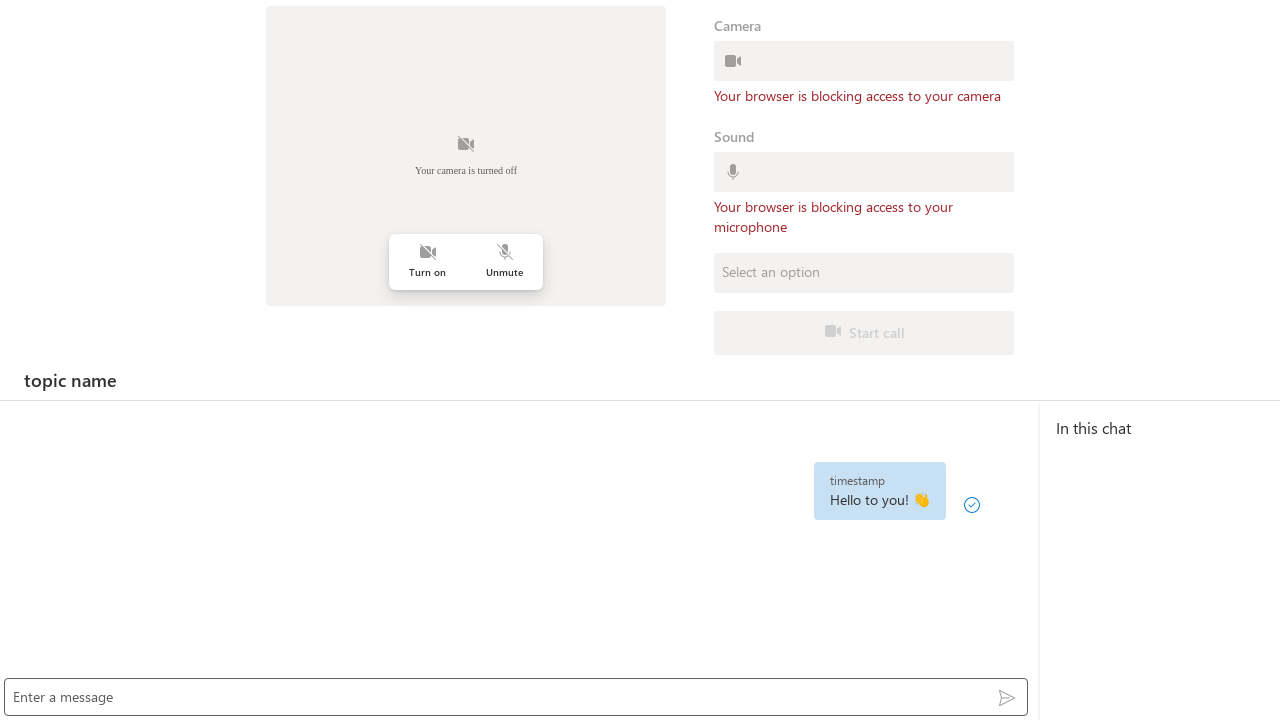 Camera
Your browser is blocking access to your camera
Your camera is turned off
Sound
Your browser is blocking access to your
microphone
Turn on
Unmute
Select an option
Start call
topic name
In this chat
timestamp
Hello to you! 👋
Enter a message